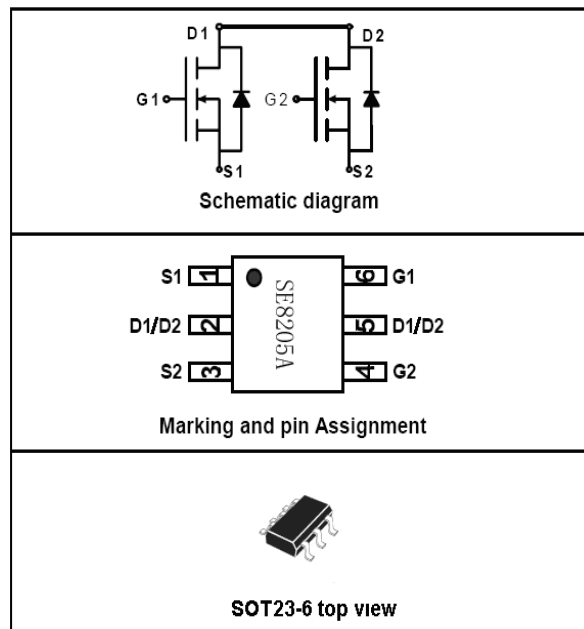 D1 D2
G1 G2
S1 S2
Schematic diagram
S1 1 6 G1
D1/D2 2 5 D1/D2
S2 3 4 G2
SE8205A
Marking and pin Assignment
SOT23-6 top view